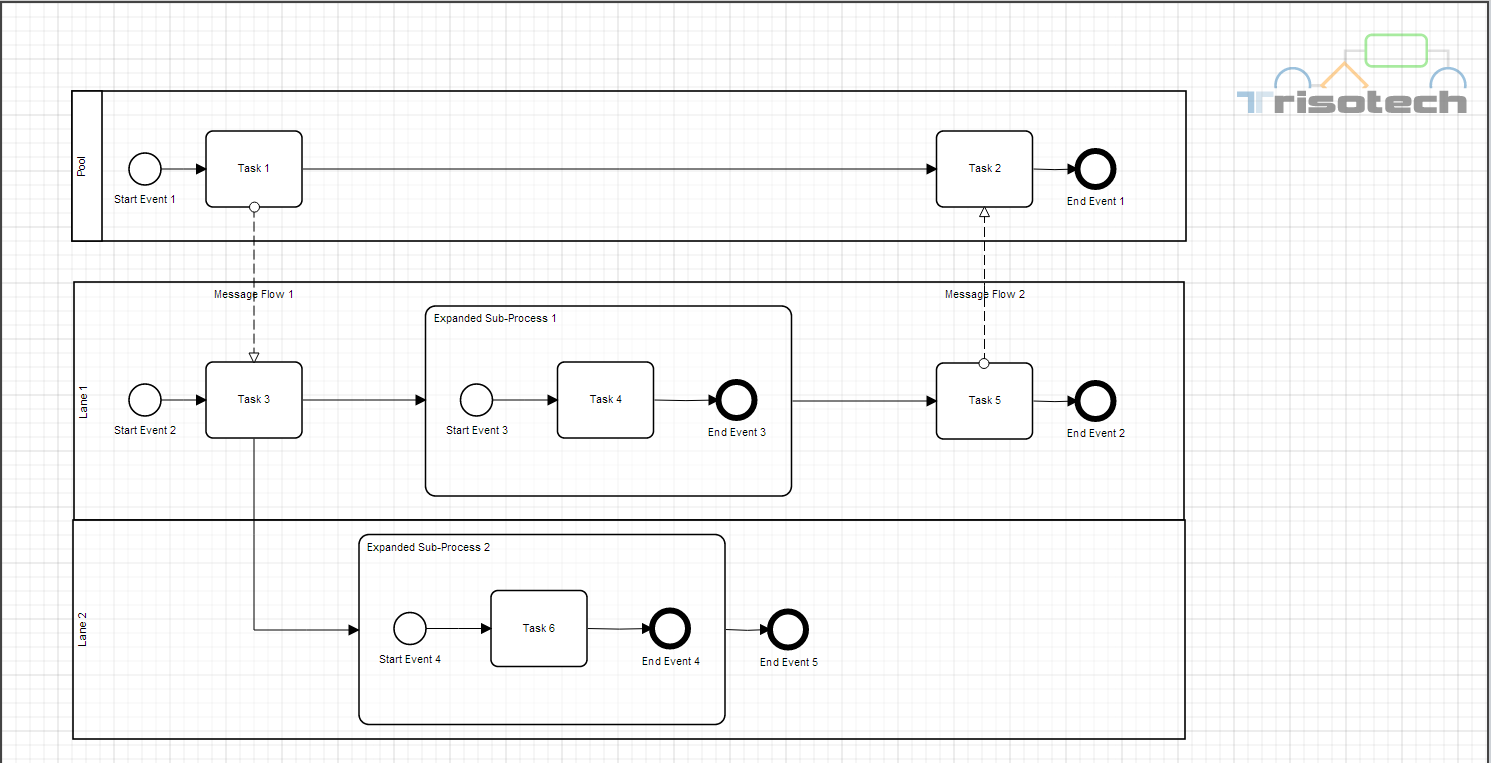 Trisotech
Pool
Task 1
Task 2
Start Event 1
End Event 1
Message Flow 1
Message Flow 2
Lane 1
Expanded Sub-Process 1
Task 3
Task 4
Task 5
Start Event 2
Start Event 3
End Event 3
End Event 2
Lane 2
Expanded Sub-Process 2
Task 6
Start Event 4
End Event 4
End Event 5